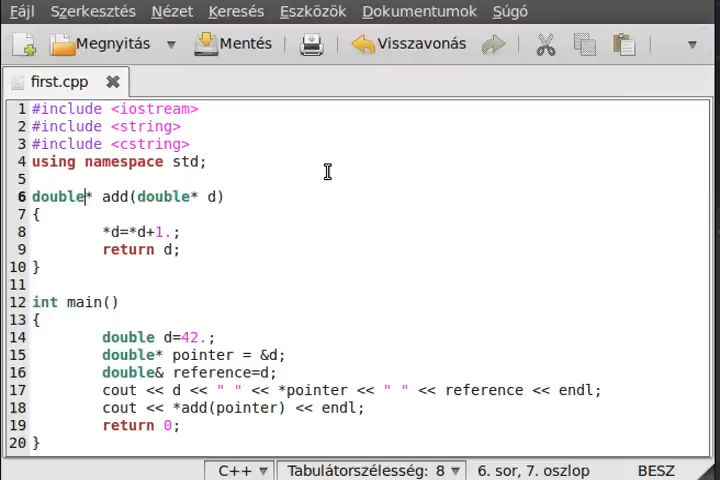 Fájl Szerkesztés Nézet Keresés Eszközök Dokumentumok Súgó
Megnyitás Mentés Visszavonás
first.cpp
1 #include <iostream>
2 #include <string>
3 #include <cstring>
4 using namespace std;
5
6 double* add(double* d)
7 {
8 *d=*d+1.;
9 return d;
10 }
11
12 int main()
13 {
14 double d=42.;
15 double* pointer = &d;
16 double& reference=d;
17 cout << d << " " << *pointer << " " << reference << endl;
18 cout << *add(pointer) << endl;
19 return 0;
20 }
C++ Tabulátorszélesség: 8 6. sor, 7. oszlop BESZ